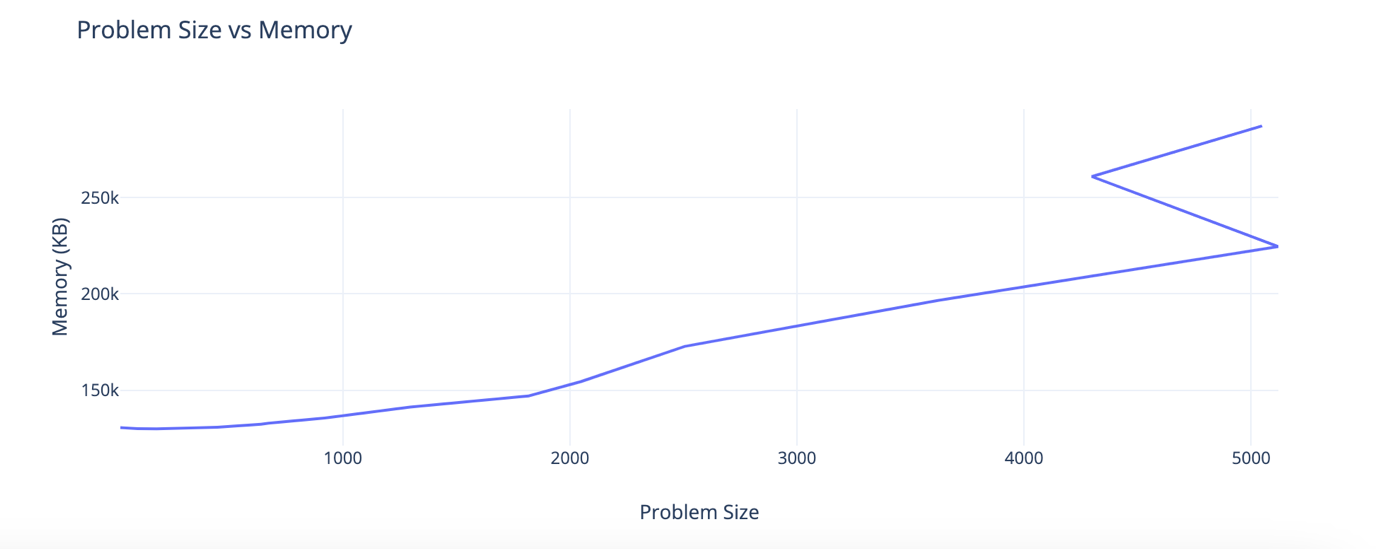 Problem Size vs Memory
Memory (KB)
250k
200k
150k
1000 2000 3000 4000 5000
Problem Size